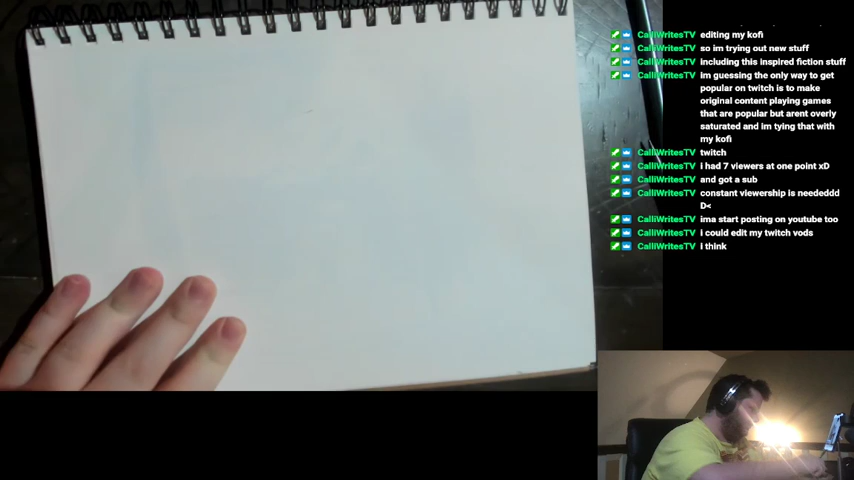 CalliWritesTV editing my kofi
CalliWritesTV so im trying out new stuff
CalliWritesTV including this inspired fiction stuff
CalliWritesTV im guessing the only way to get
popular on twitch is to make
original content playing games
that are popular but arent overly
saturated and im tying that with
my kofi
CalliWritesTV twitch
CalliWritesTV i had 7 viewers at one point xD
CalliWritesTV and got a sub
CalliWritesTV constant viewership is neededdd
D<
CalliWritesTV ima start posting on youtube too
CalliWritesTV i could edit my twitch vods
CalliWritesTV i think